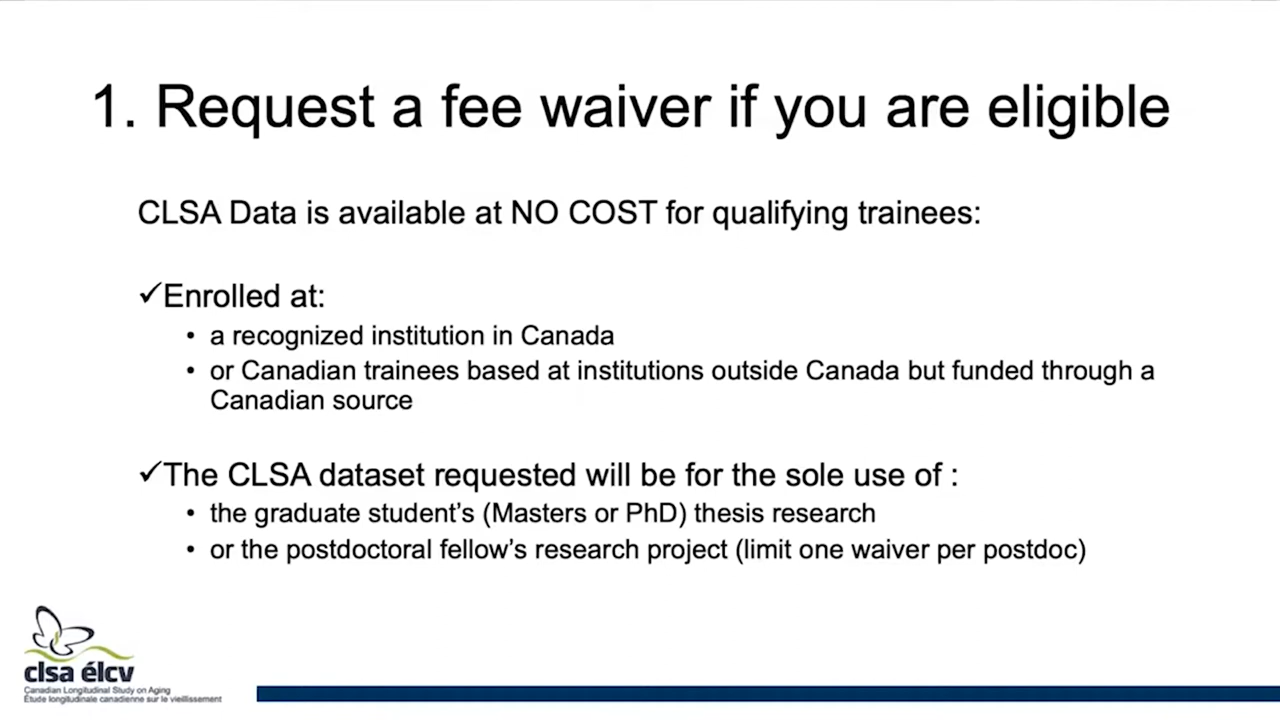 1. Request a fee waiver if you are eligible
CLSA Data is available at NO COST for qualifying trainees:
✓Enrolled at:
• a recognized institution in Canada
• or Canadian trainees based at institutions outside Canada but funded through a
Canadian source
✓The CLSA dataset requested will be for the sole use of :
• the graduate student’s (Masters or PhD) thesis research
• or the postdoctoral fellow’s research project (limit one waiver per postdoc)
clsa élcv
Canadian Longitudinal Study on Aging
Étude longitudinale canadienne sur le vieillissement